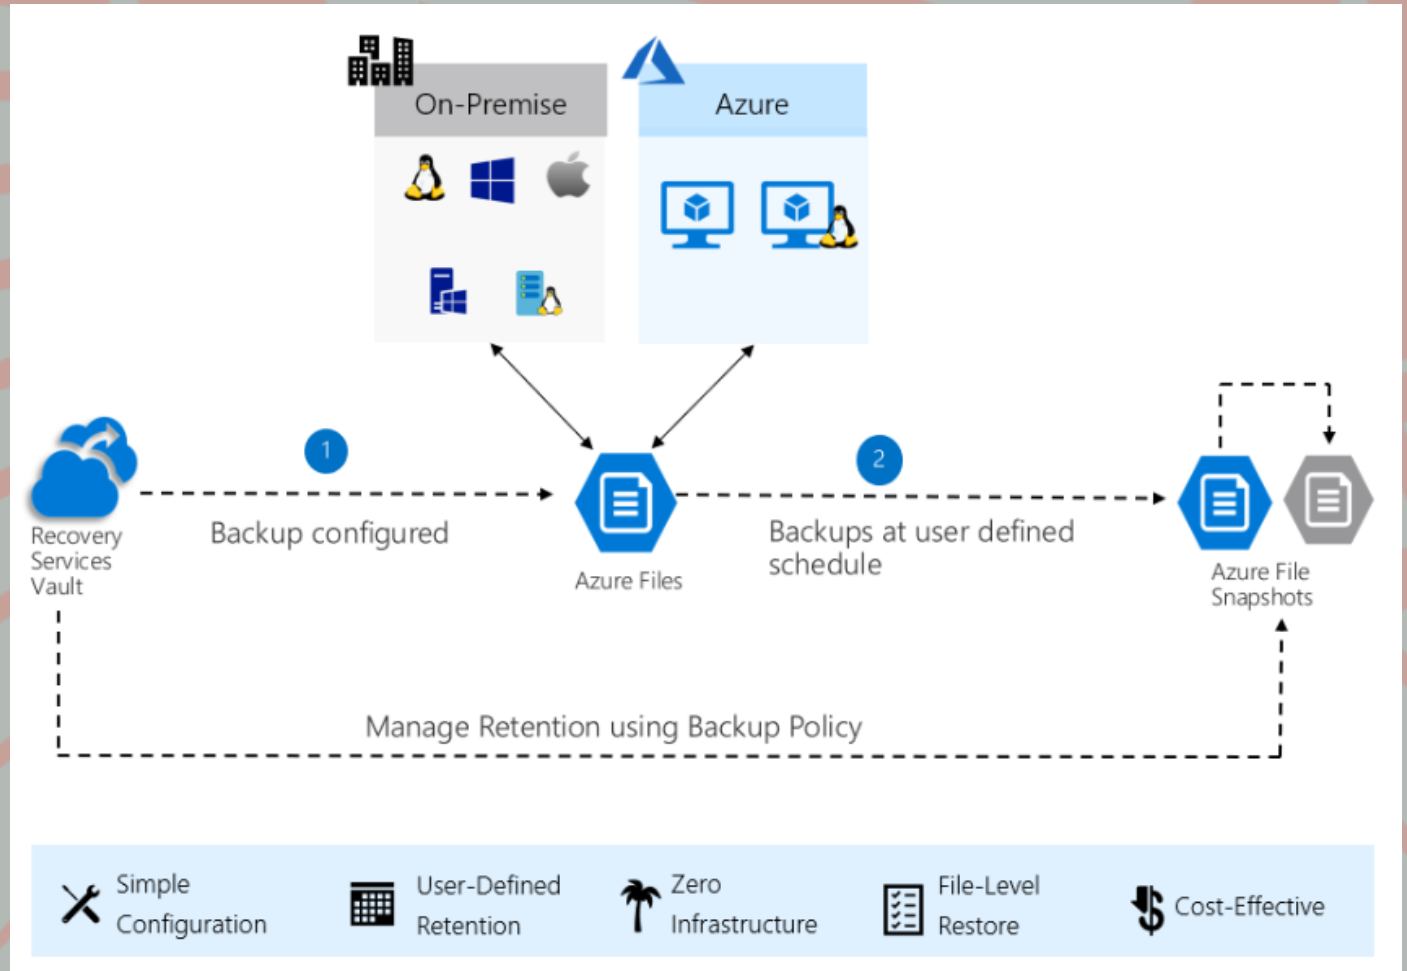 On-Premise
Azure
1
2
Backup configured
Backups at user defined
schedule
Recovery
Services
Vault
Azure Files
Azure File
Snapshots
Manage Retention using Backup Policy
Simple
Configuration
User-Defined
Retention
Zero
Infrastructure
File-Level
Restore
Cost-Effective